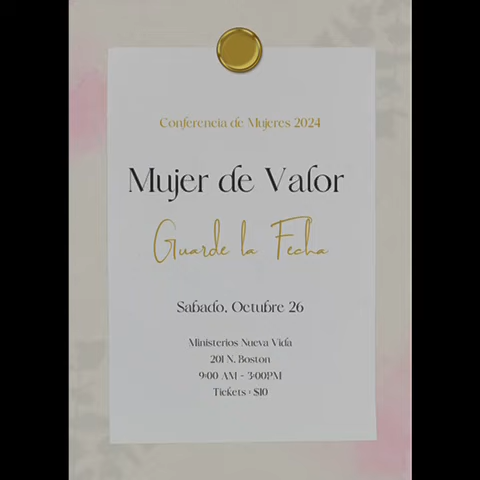 Conferencia de Mujeres 2024
Mujer de Valor
Guarde la Fecha
Sabado, Octubre 26
Ministerios Nueva Vida
201 N. Boston
9:00 AM - 3:00PM
Tickets : $10